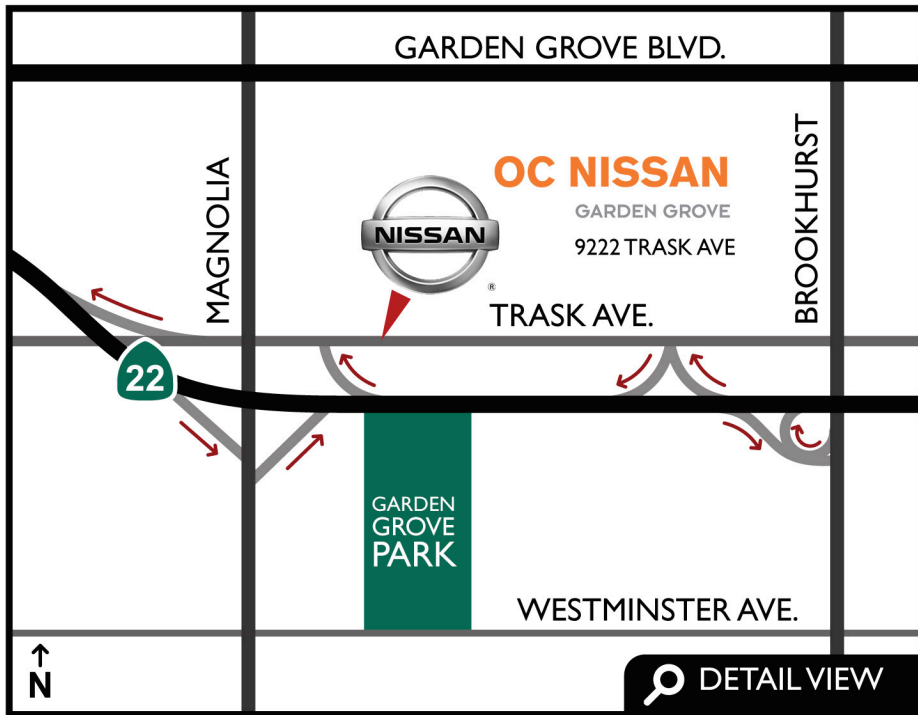 GARDEN GROVE BLVD.
MAGNOLIA
BROOKHURST
OC NISSAN
GARDEN GROVE
9222 TRASK AVE
NISSAN
®
TRASK AVE.
22
GARDEN
GROVE
PARK
WESTMINSTER AVE.
N
DETAIL VIEW